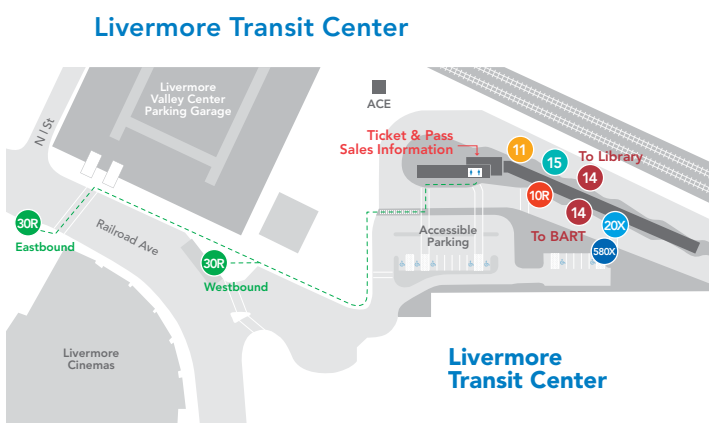 Livermore Transit Center
Livermore
Valley Center
Parking Garage
ACE
N I St
Ticket & Pass
Sales Information
11
15
To Library
14
10R
14
20X
To BART
580X
30R
Eastbound
Railroad Ave
30R
Westbound
Accessible
Parking
Livermore
Cinemas
Livermore
Transit Center